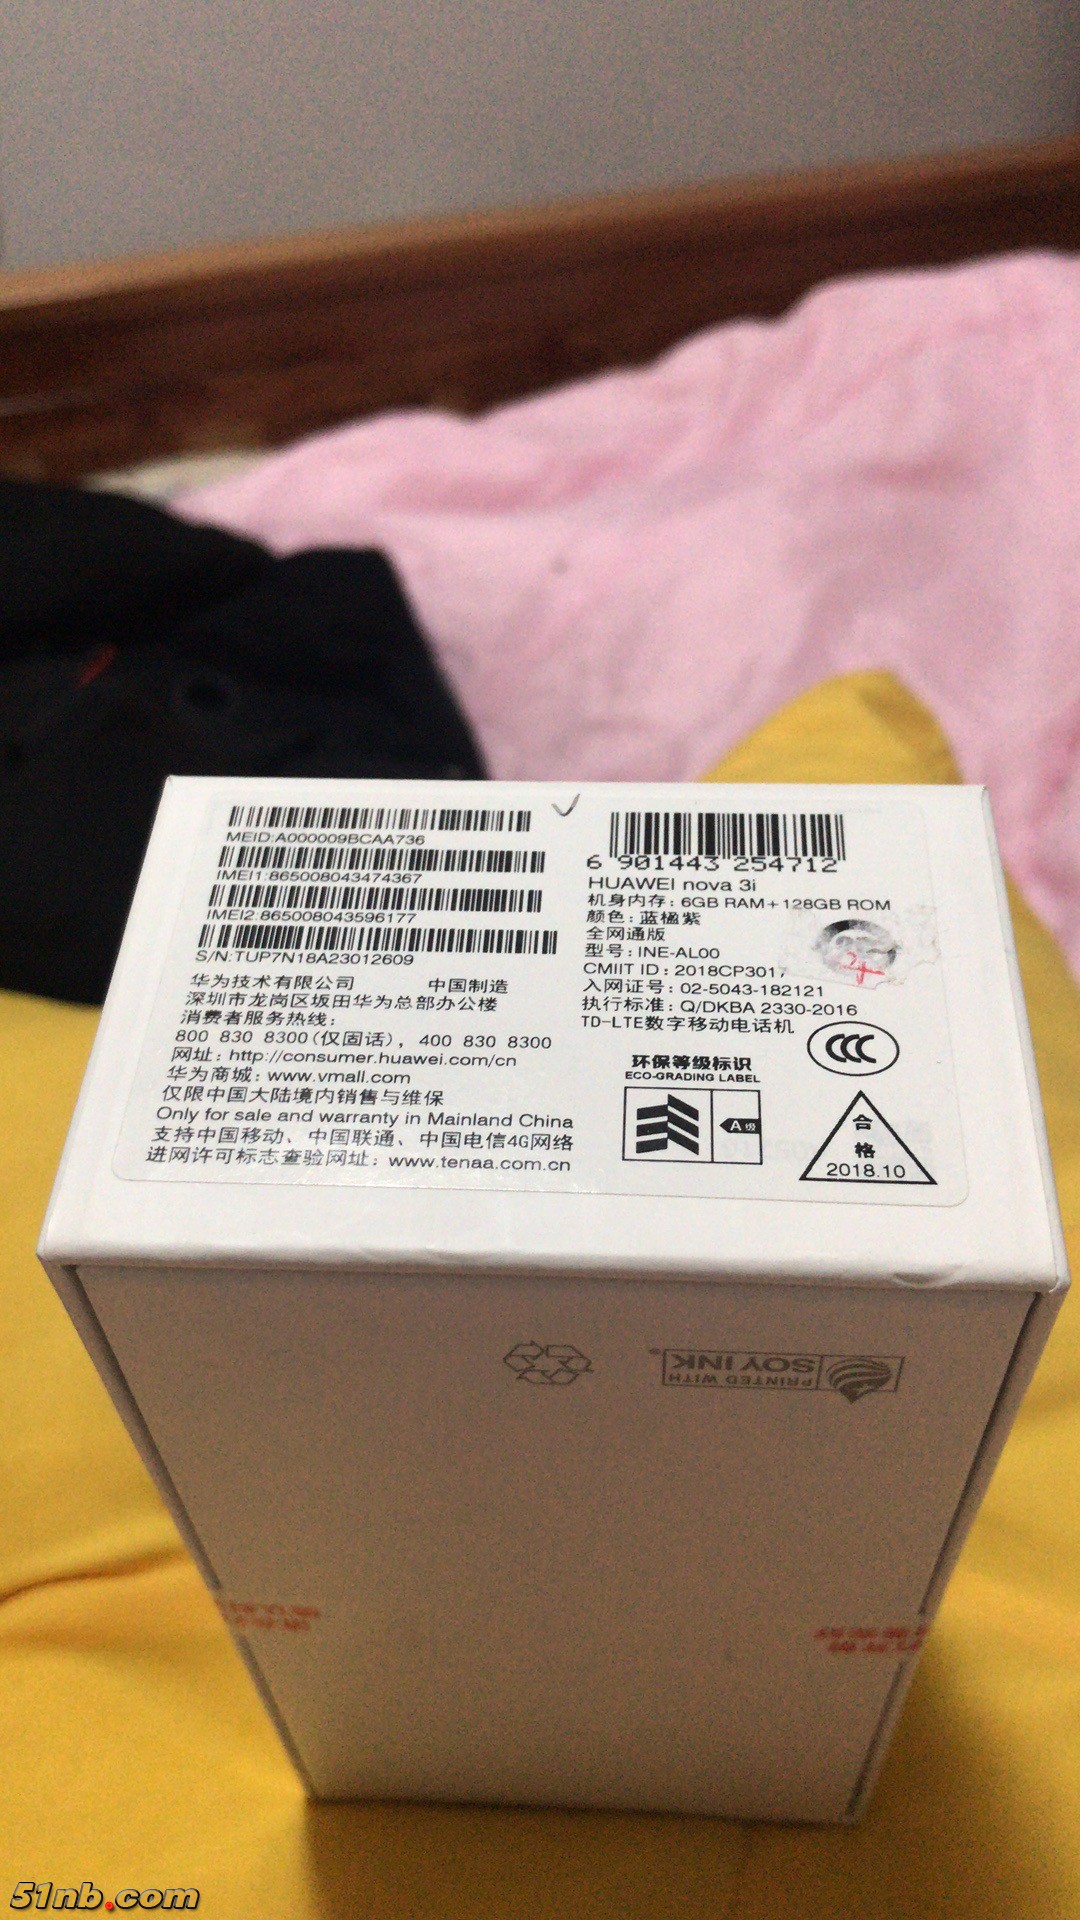 MEID:A000009BCAA736
IMEI1:865008043474367
IMEI2:865008043596177
S/N:TUP7N18A23012609
华为技术有限公司 中国制造
深圳市龙岗区坂田华为总部办公楼
消费者服务热线:
800 830 8300(仅固话), 400 830 8300
网址: http://consumer.huawei.com/cn
华为商城: www.vmall.com
仅限中国大陆境内销售与维保
Only for sale and warranty in Mainland China
支持中国移动、中国联通、中国电信4G网络
进网许可标志查验网址: www.tenaa.com.cn
6 901443 254712
HUAWEI nova 3i
机身内存: 6GB RAM+128GB ROM
颜色: 蓝楹紫
全网通版
型号: INE-AL00
CMIIT ID: 2018CP3017
入网证号: 02-5043-182121
执行标准: Q/DKBA 2330-2016
TD-LTE数字移动电话机
CCC
环保等级标识
ECO-GRADING LABEL
A级
合
格
2018.10
PRINTED WITH
SOY INK
51nb.com